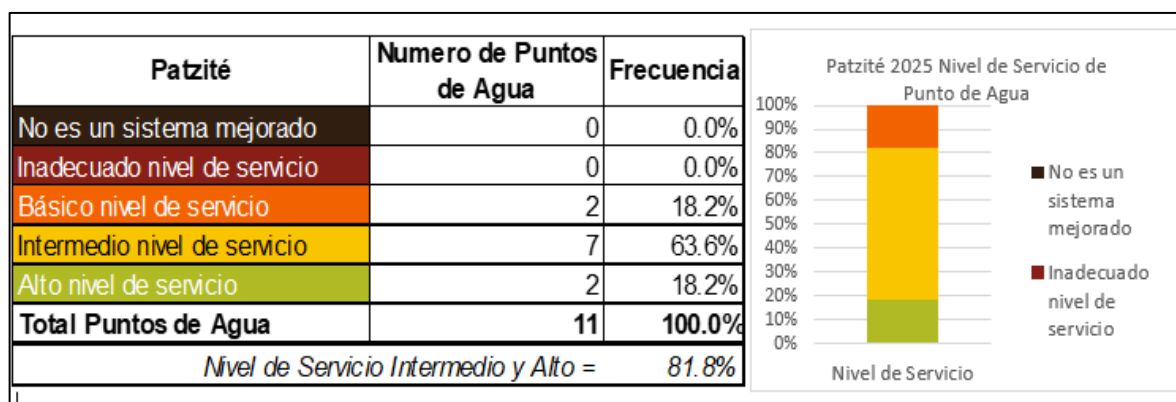 Patzité Numero de Puntos de Agua Frecuencia
No es un sistema mejorado 0 0.0%
Inadecuado nivel de servicio 0 0.0%
Básico nivel de servicio 2 18.2%
Intermedio nivel de servicio 7 63.6%
Alto nivel de servicio 2 18.2%
Total Puntos de Agua 11 100.0%
Nivel de Servicio Intermedio y Alto = 81.8%
Patzité 2025 Nivel de Servicio de
Punto de Agua
100%
90%
80%
70%
60%
50%
40%
30%
20%
10%
0%
Nivel de Servicio
No es un
sistema
mejorado
Inadecuado
nivel de
servicio